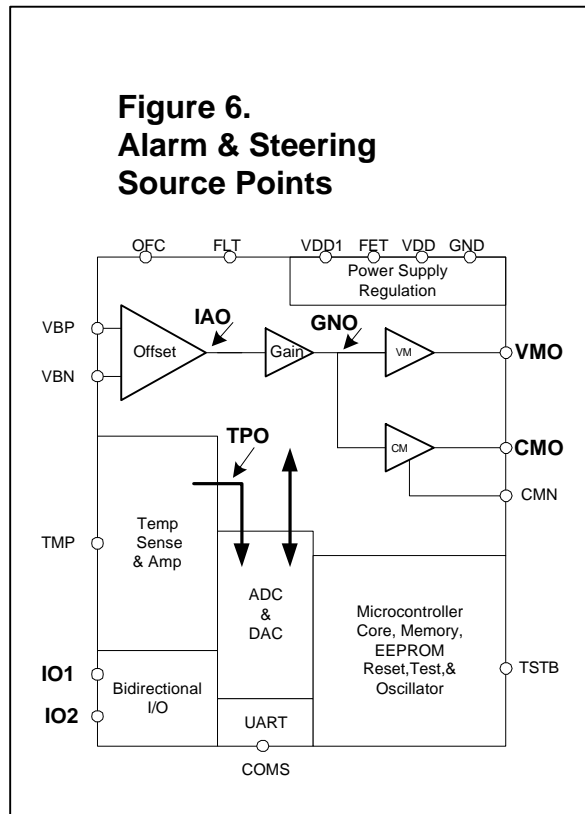 Figure 6.
Alarm & Steering
Source Points
OFC
FLT
VDD1
FET
VDD
GND
Power Supply
Regulation
VBP
VBN
Offset
IAO
Gain
GNO
VM
VMO
CM
CMO
CMN
TPO
TMP
Temp
Sense
& Amp
ADC
&
DAC
Microcontroller
Core, Memory,
EEPROM
Reset,Test,&
Oscillator
TSTB
IO1
IO2
Bidirectional
I/O
UART
COMS